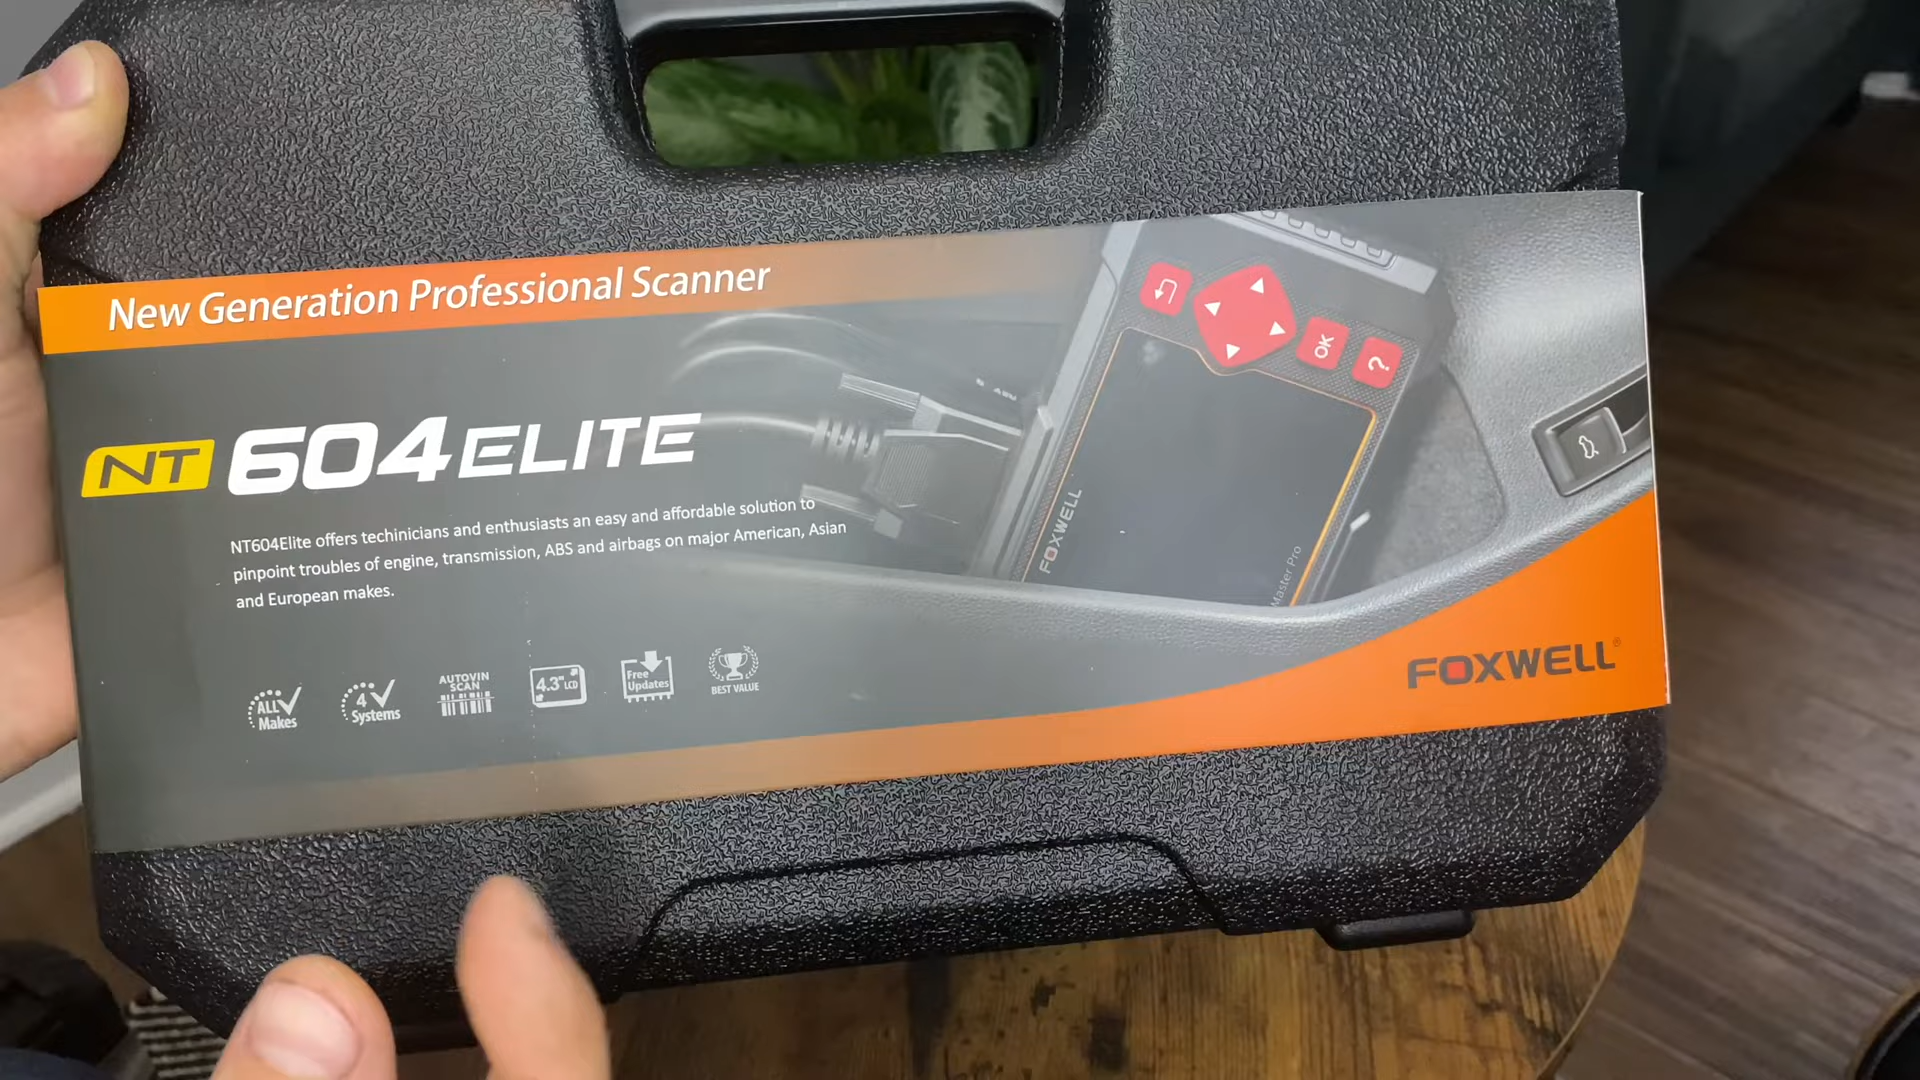 New Generation Professional Scanner
NT 604ELITE
NT604Elite offers techinicians and enthusiasts an easy and affordable solution to
pinpoint troubles of engine, transmission, ABS and airbags on major American, Asian
and European makes.
ALL Makes
4 Systems
AUTOVIN SCAN
4.3" LCD
Free Updates
BEST VALUE
OK
?
FOXWELL
Master Pro
FOXWELL®